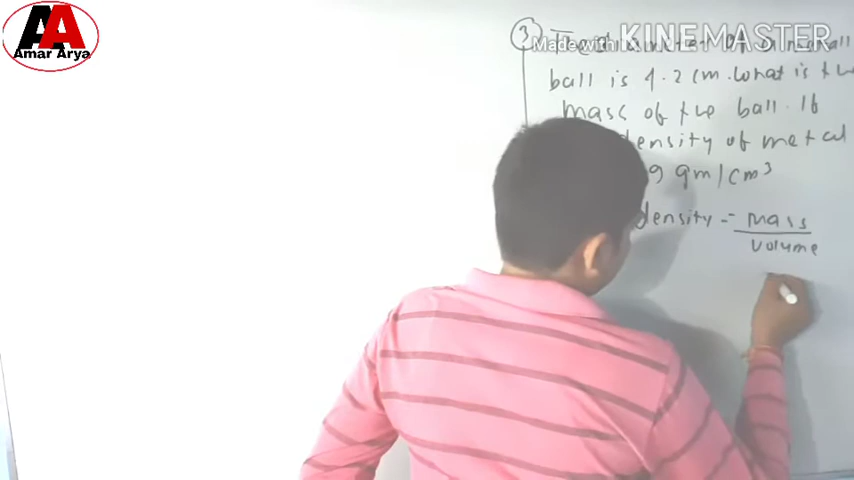 AA
Amar Arya
Made with KINEMASTER
3
ball is 4.2 cm. what is the
mass of the ball. If
density of metal
9 gm/cm³
density = mass
volume